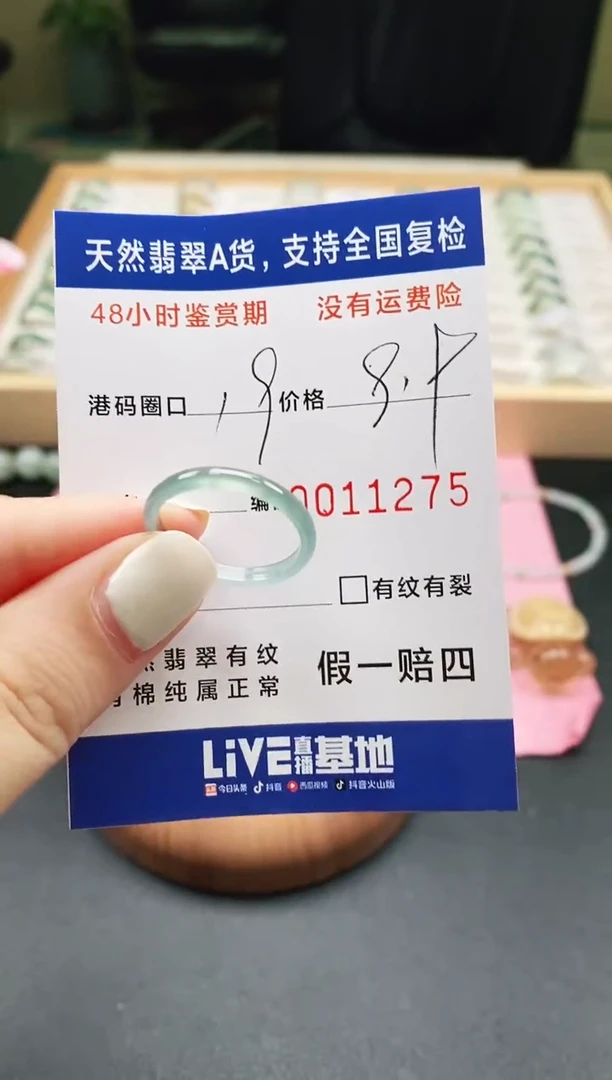 天然翡翠A货，支持全国复检
48小时鉴赏期 没有运费险
港码圈口 19 价格
编 0011275
有纹有裂
翡翠有纹 假一赔四
棉纯属正常
LiVE直播基地
今日头条 抖音 西瓜视频 抖音火山版